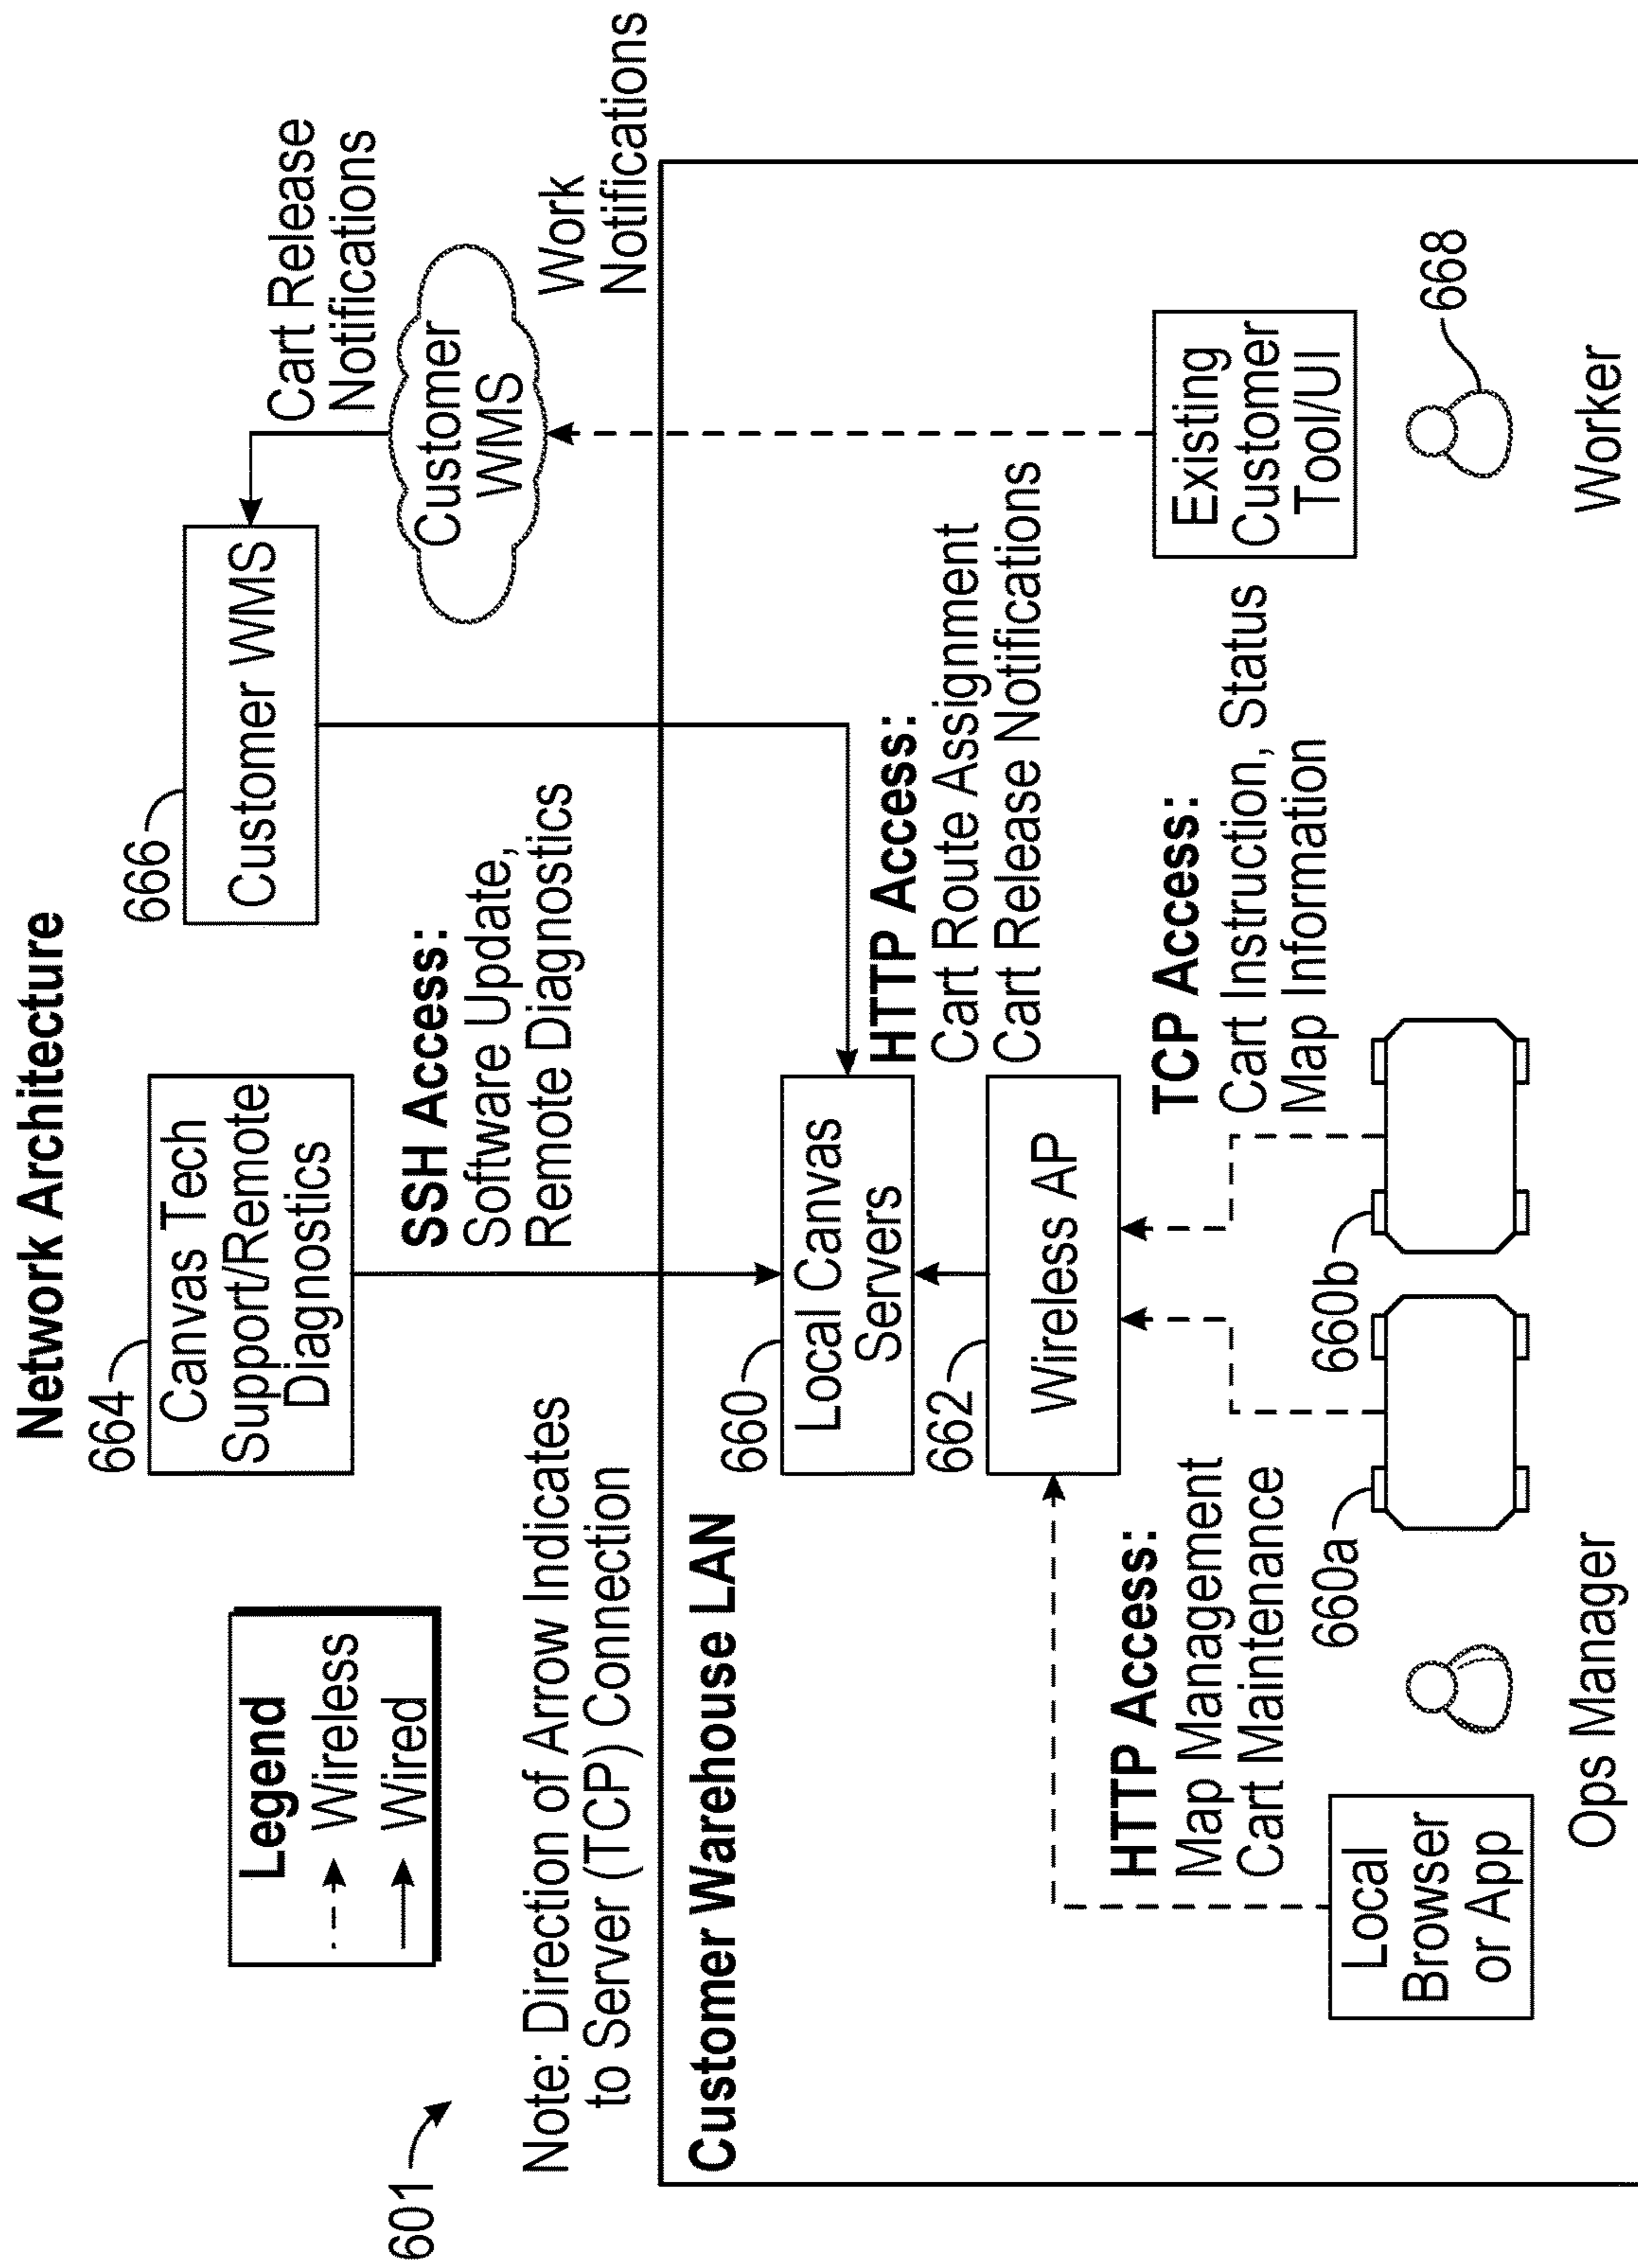 Network Architecture
601
Legend
Wireless
Wired
Note: Direction of Arrow Indicates
to Server (TCP) Connection
664
Canvas Tech
Support/Remote
Diagnostics
SSH Access:
Software Update,
Remote Diagnostics
666
Customer WMS
Cart Release
Notifications
Customer
WMS
Work
Notifications
Customer Warehouse LAN
660
Local Canvas
Servers
HTTP Access:
Cart Route Assignment
Cart Release Notifications
662
Wireless AP
HTTP Access:
Map Management
Cart Maintenance
TCP Access:
Cart Instruction, Status
Map Information
Local
Browser
or App
Ops Manager
660a
660b
Existing
Customer
Tool/UI
668
Worker